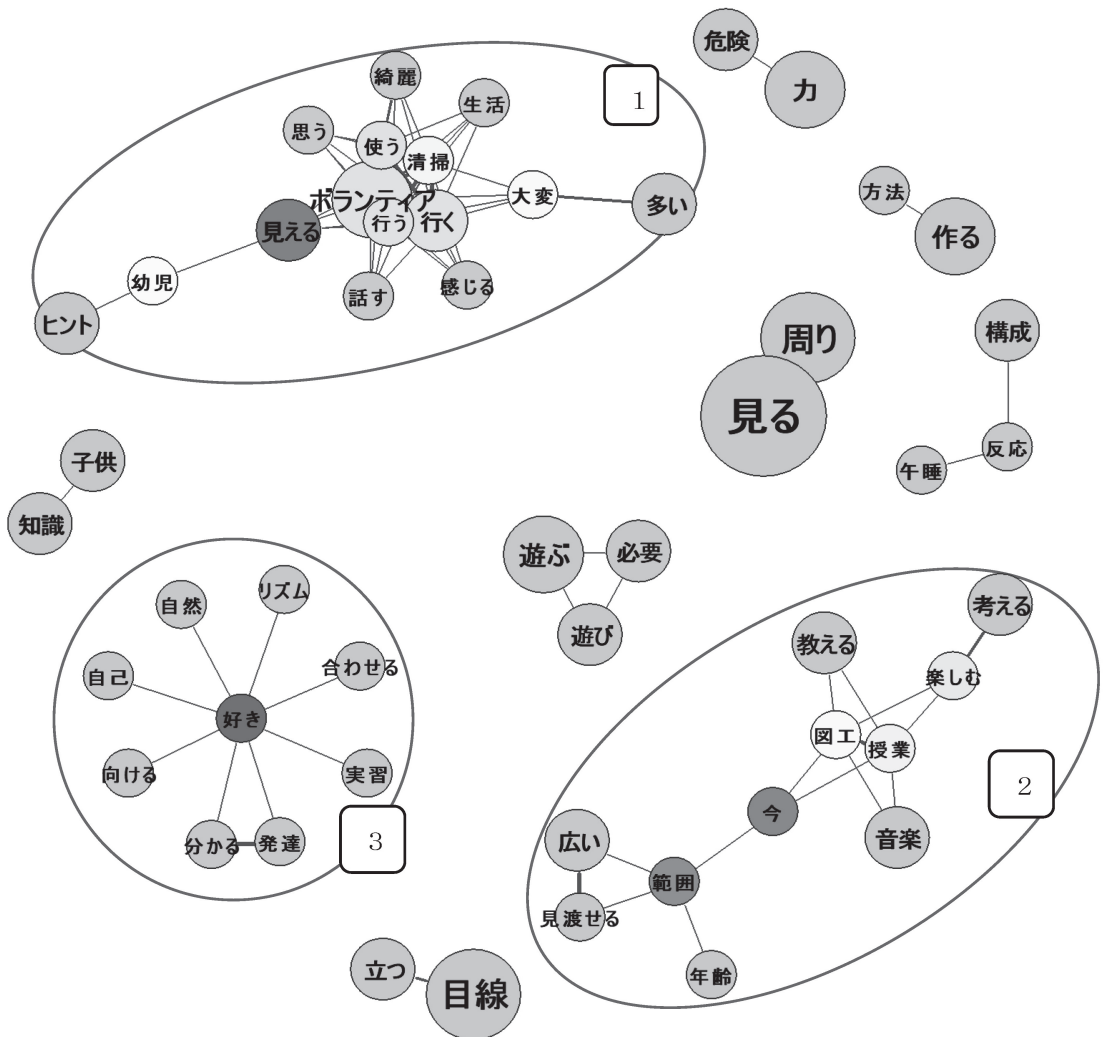 危険
力
綺麗
1
生活
思う
使う
清掃
方法
大変
ボランティア
多い
行う
行く
見える
作る
幼児
感じる
話す
ヒント
周り
構成
見る
反応
午睡
子供
知識
遊ぶ
必要
遊び
自然
リズム
考える
教える
合わせる
自己
楽しむ
好き
図工
授業
向ける
実習
2
今
分かる
発達
3
広い
音楽
範囲
見渡せる
年齢
立つ
目線